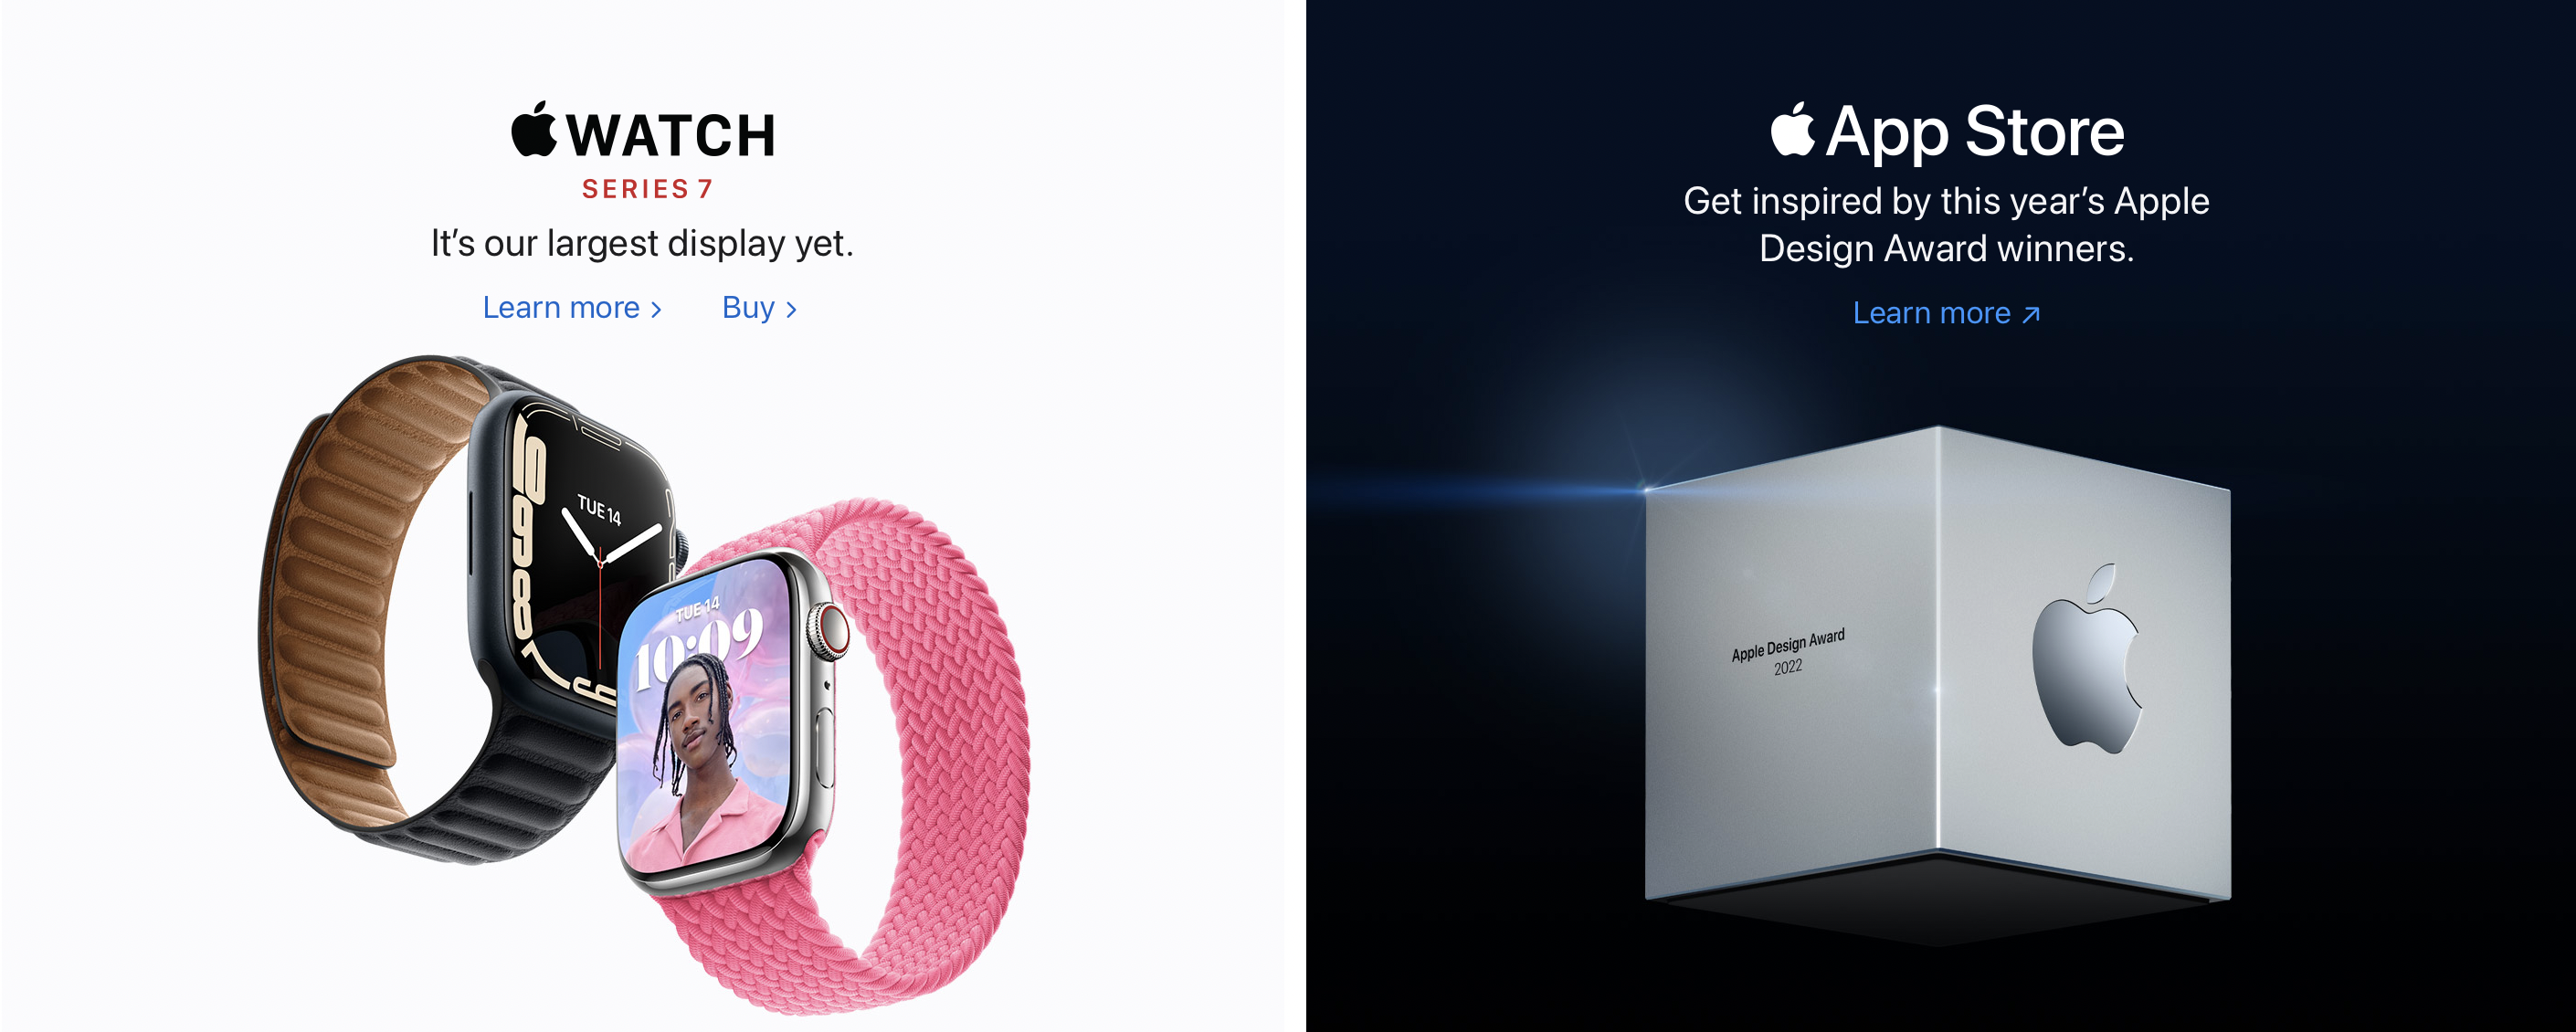 WATCH
SERIES 7
It’s our largest display yet.
Learn more >
Buy >
TUE 14
TUE 14
10:09
App Store
Get inspired by this year’s Apple
Design Award winners.
Learn more ↗
Apple Design Award
2022